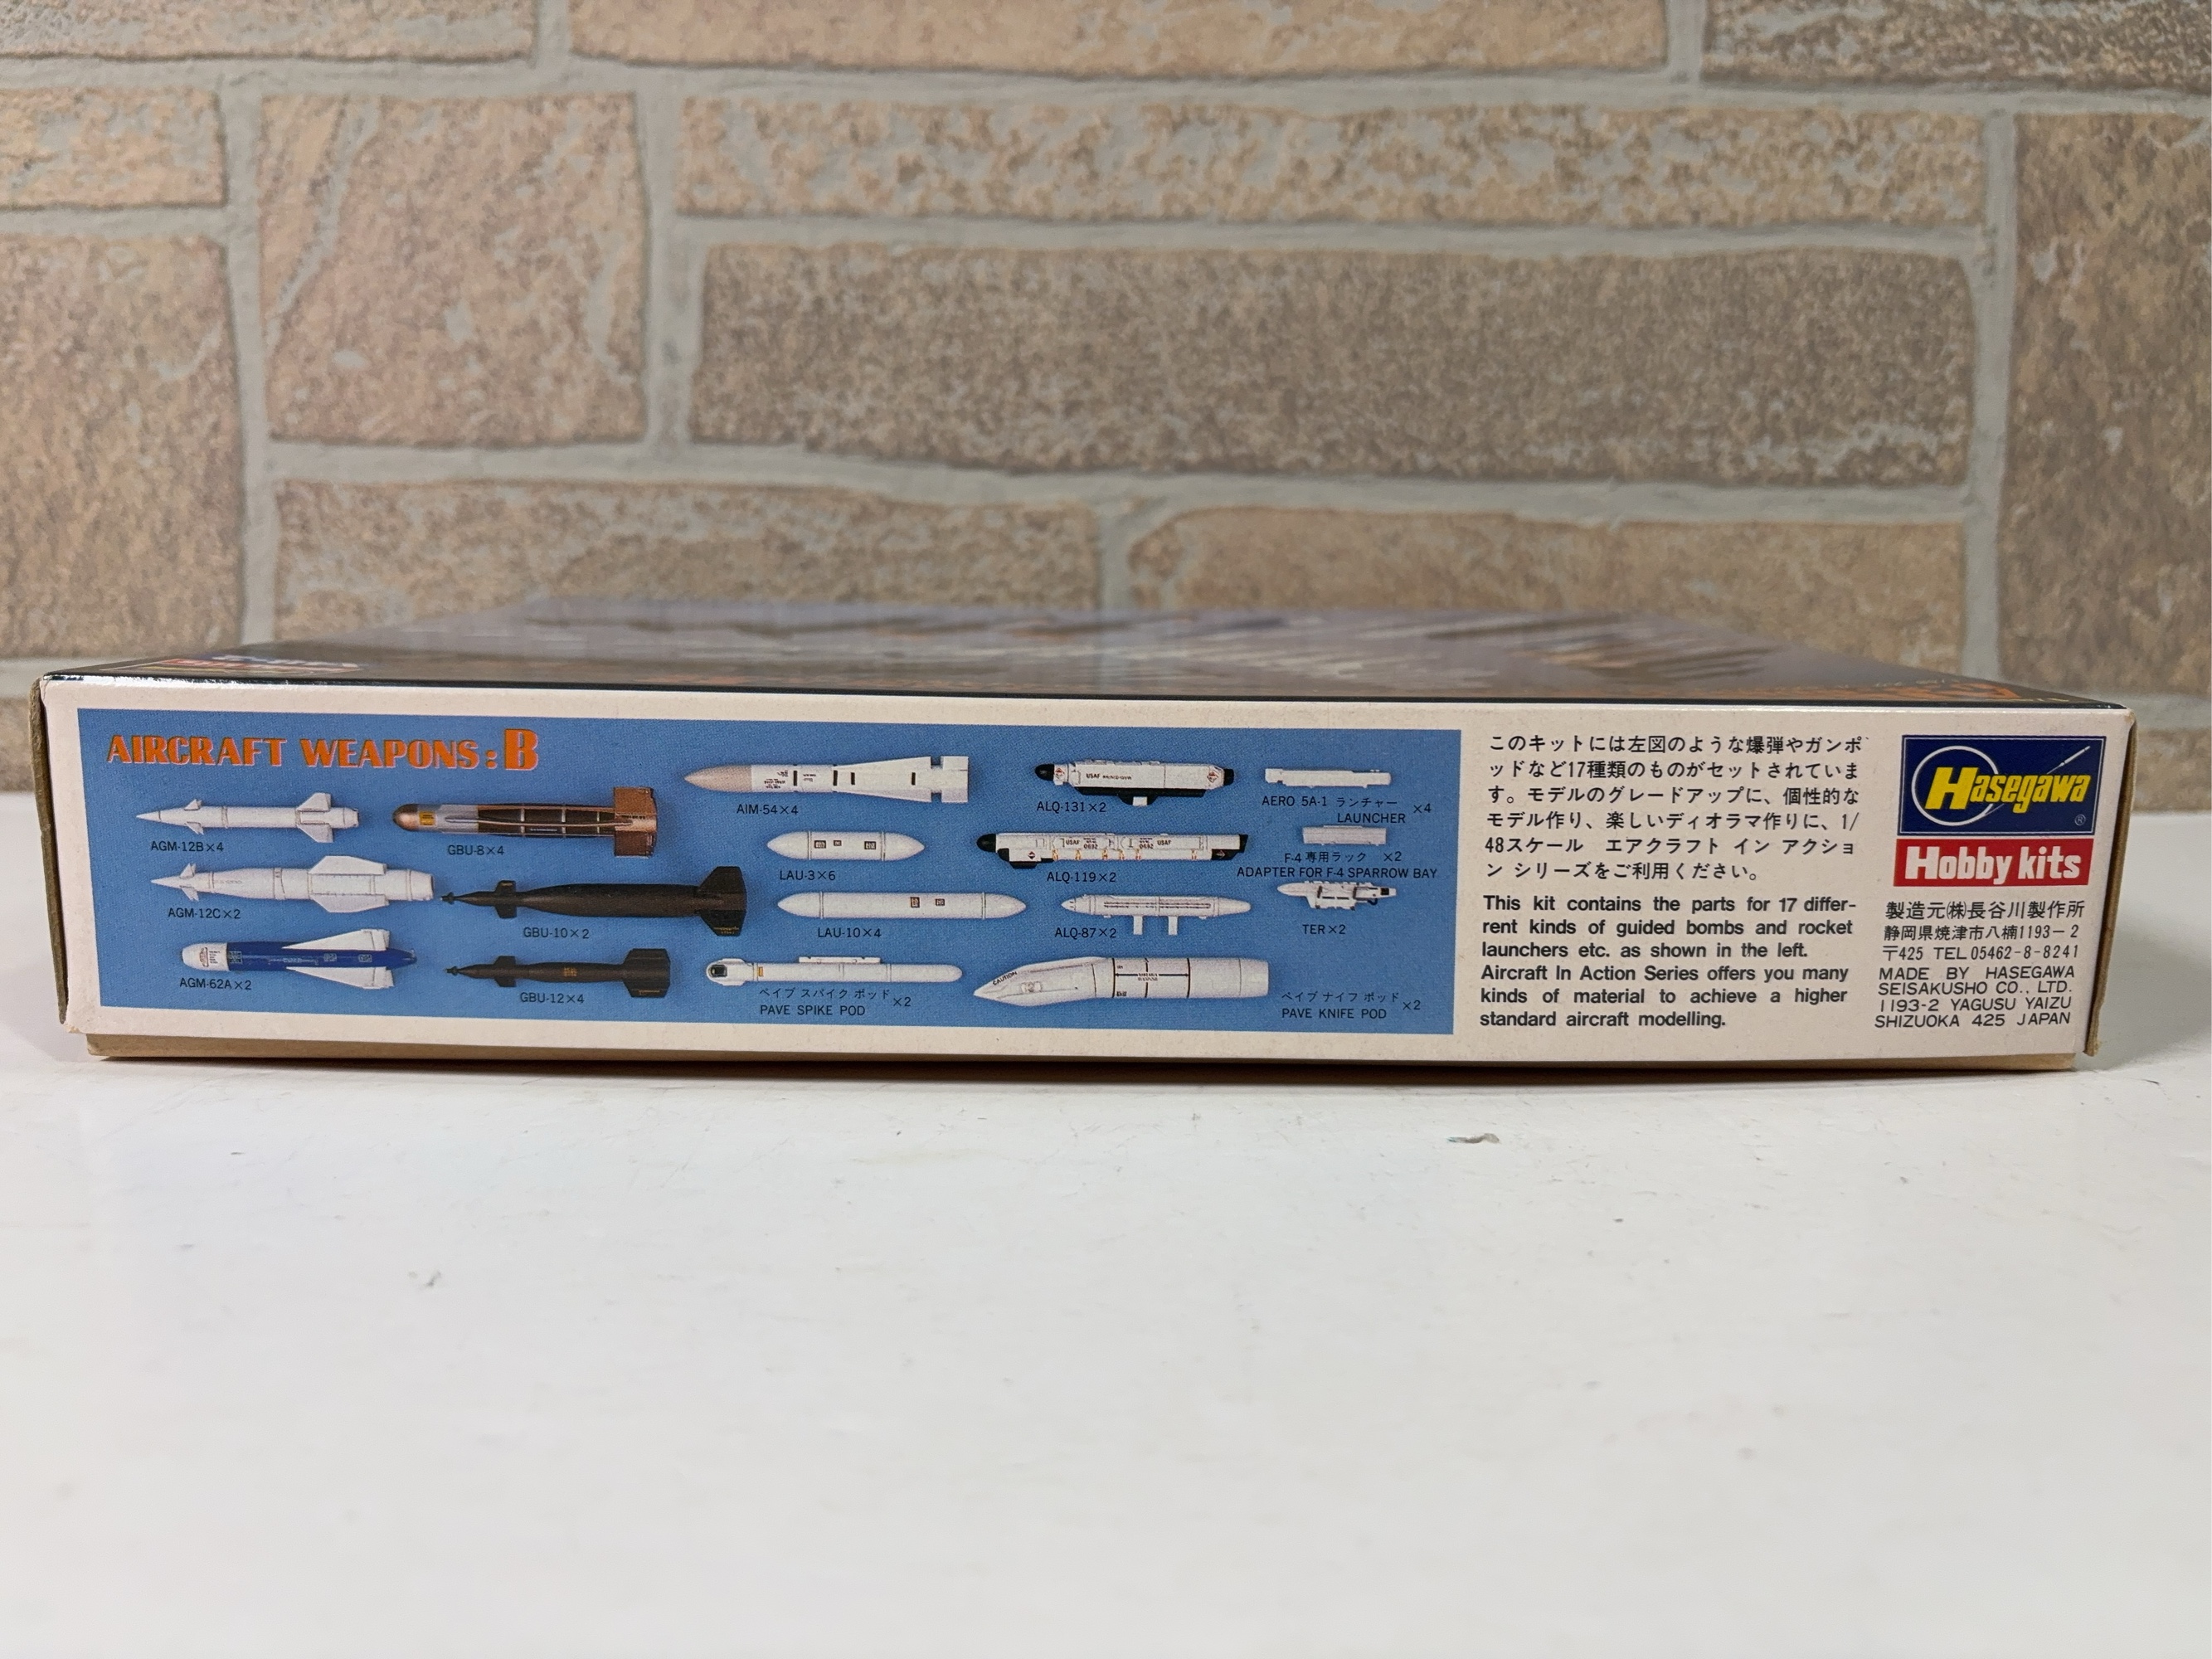 AIRCRAFT WEAPONS:B
AGM-12B×4
AGM-12C×2
AGM-62A×2
GBU-8×4
GBU-10×2
GBU-12×4
AIM-54×4
LAU-3×6
LAU-10×4
ペイブ スパイク ポッド ×2
PAVE SPIKE POD
ALQ-131×2
USAF
ALQ-119×2
USAF
ALQ-87×2
CAUTION
ペイブ ナイフ ポッド ×2
PAVE KNIFE POD
AERO 5A-1 ランチャー ×4
LAUNCHER
F-4 専用ラック ×2
ADAPTER FOR F-4 SPARROW BAY
TER×2
このキットには左図のような爆弾やガンポ
ッドなど17種類のものがセットされていま
す。モデルのグレードアップに、個性的な
モデル作り、楽しいディオラマ作りに、1/
48スケール エアクラフト イン アクショ
ン シリーズをご利用ください。
This kit contains the parts for 17 differ-
rent kinds of guided bombs and rocket
launchers etc. as shown in the left.
Aircraft In Action Series offers you many
kinds of material to achieve a higher
standard aircraft modelling.
Hasegawa
®
Hobby kits
製造元㈱長谷川製作所
静岡県焼津市八楠1193－2
〒425 TEL 05462-8-8241
MADE BY HASEGAWA
SEISAKUSHO CO., LTD.
1193-2 YAGUSU YAIZU
SHIZUOKA 425 JAPAN